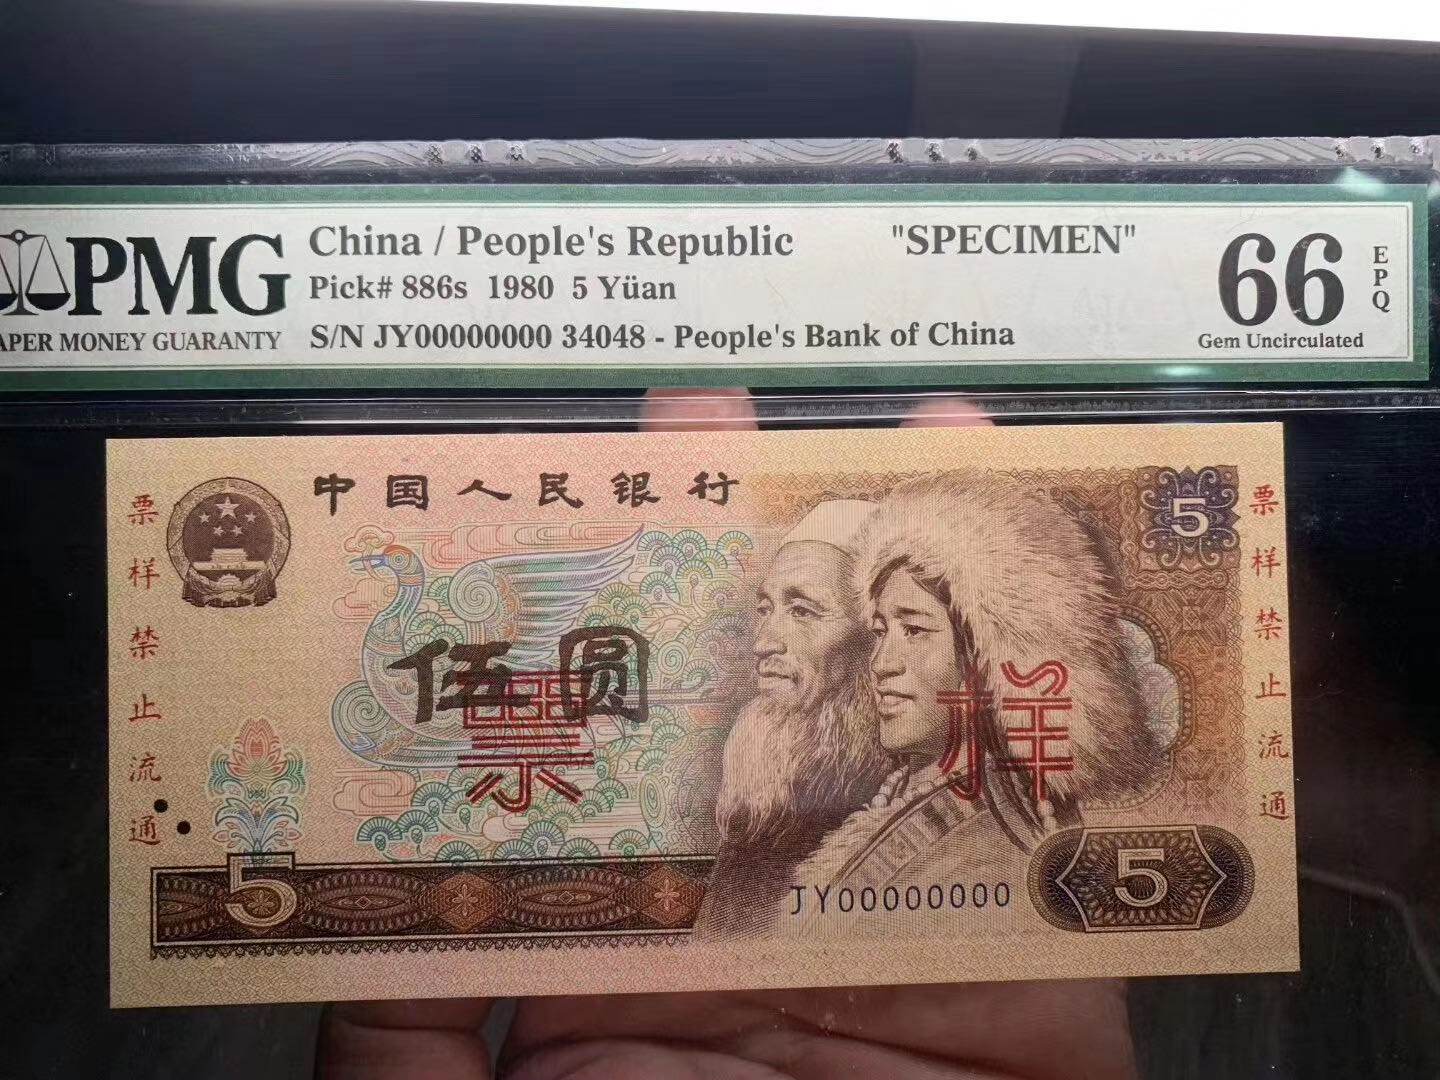 PMG
APER MONEY GUARANTY
China / People's Republic
"SPECIMEN"
Pick# 886s 1980 5 Yüan
S/N JY00000000 34048 - People's Bank of China
66
EPQ
Gem Uncirculated
中国人民银行
5
票样禁止流通
票样禁止流通
伍圆
票样
5
JY00000000
5